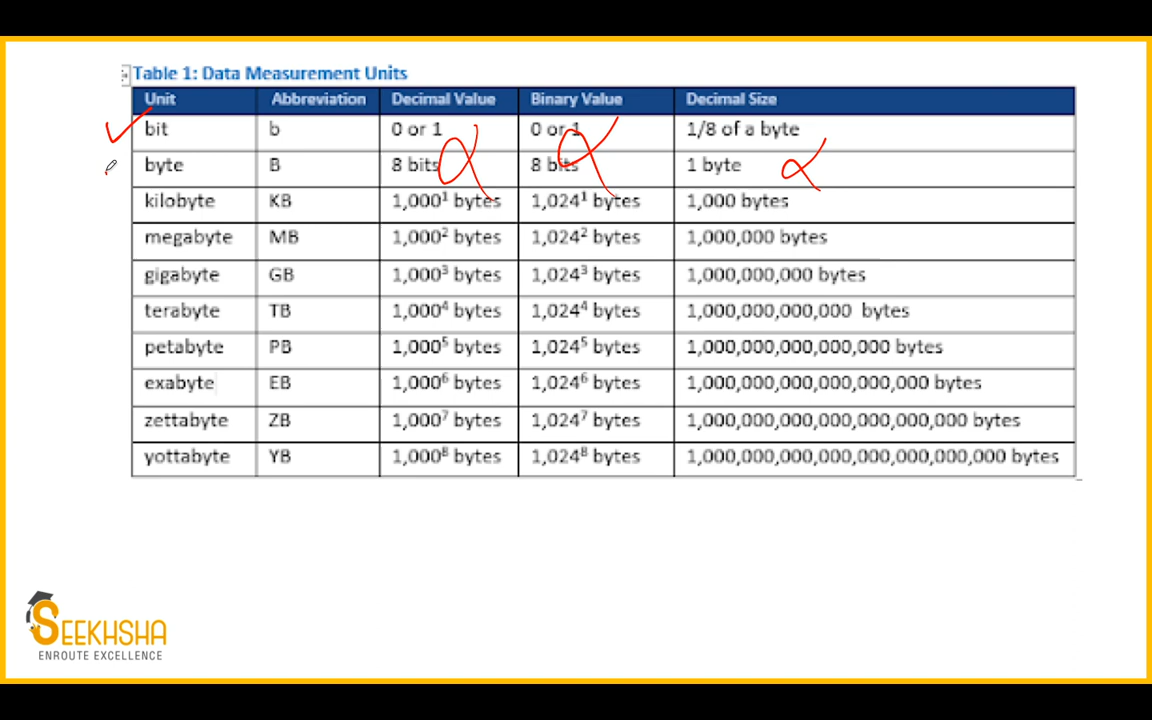 Table 1: Data Measurement Units
Unit Abbreviation Decimal Value Binary Value Decimal Size
bit b 0 or 1 0 or 1 1/8 of a byte
byte B 8 bits 8 bits 1 byte
kilobyte KB 1,000¹ bytes 1,024¹ bytes 1,000 bytes
megabyte MB 1,000² bytes 1,024² bytes 1,000,000 bytes
gigabyte GB 1,000³ bytes 1,024³ bytes 1,000,000,000 bytes
terabyte TB 1,000⁴ bytes 1,024⁴ bytes 1,000,000,000,000 bytes
petabyte PB 1,000⁵ bytes 1,024⁵ bytes 1,000,000,000,000,000 bytes
exabyte EB 1,000⁶ bytes 1,024⁶ bytes 1,000,000,000,000,000,000 bytes
zettabyte ZB 1,000⁷ bytes 1,024⁷ bytes 1,000,000,000,000,000,000,000 bytes
yottabyte YB 1,000⁸ bytes 1,024⁸ bytes 1,000,000,000,000,000,000,000,000 bytes
SEEKHSHA
ENROUTE EXCELLENCE